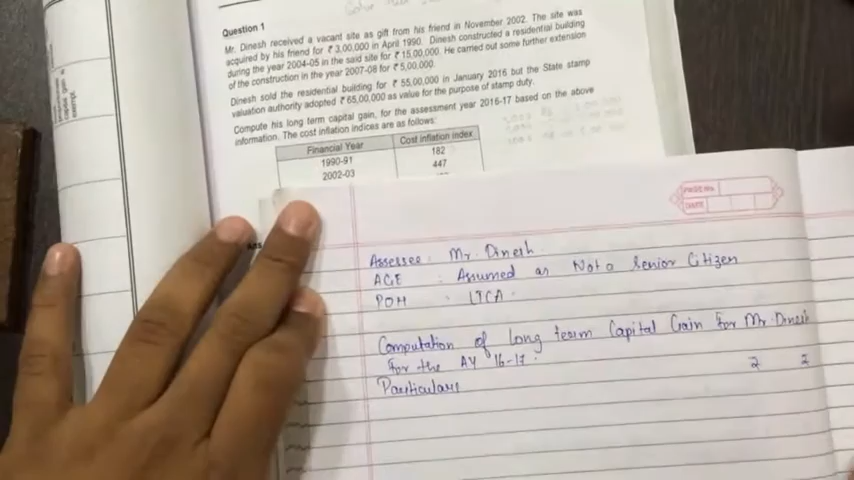 Question 1
Mr. Dinesh received a vacant site as gift from his friend in November 2002. The site was
acquired by his friend for ₹ 3,00,000 in April 1990. Dinesh constructed a residential building
during the year 2004-05 in the said site for ₹ 15,00,000. He carried out some further extension
of the construction in the year 2007-08 for ₹ 5,00,000.
Dinesh sold the residential building for ₹ 55,00,000 in January 2016 but the State stamp
valuation authority adopted ₹ 65,00,000 as value for the purpose of stamp duty.
Compute his long term capital gain, for the assessment year 2016-17 based on the above
information. The cost inflation indices are as follows:
Financial Year Cost inflation index
1990-91 182
2002-03 447
Ans
PAGE No.
DATE
Assessee : Mr. Dinesh
AGE : Assumed as Not a Senior Citizen
POH : LTCA.
Computation of long term Capital Gain for Mr. Dinesh
for the AY 16-17.
Particulars ₹ ₹